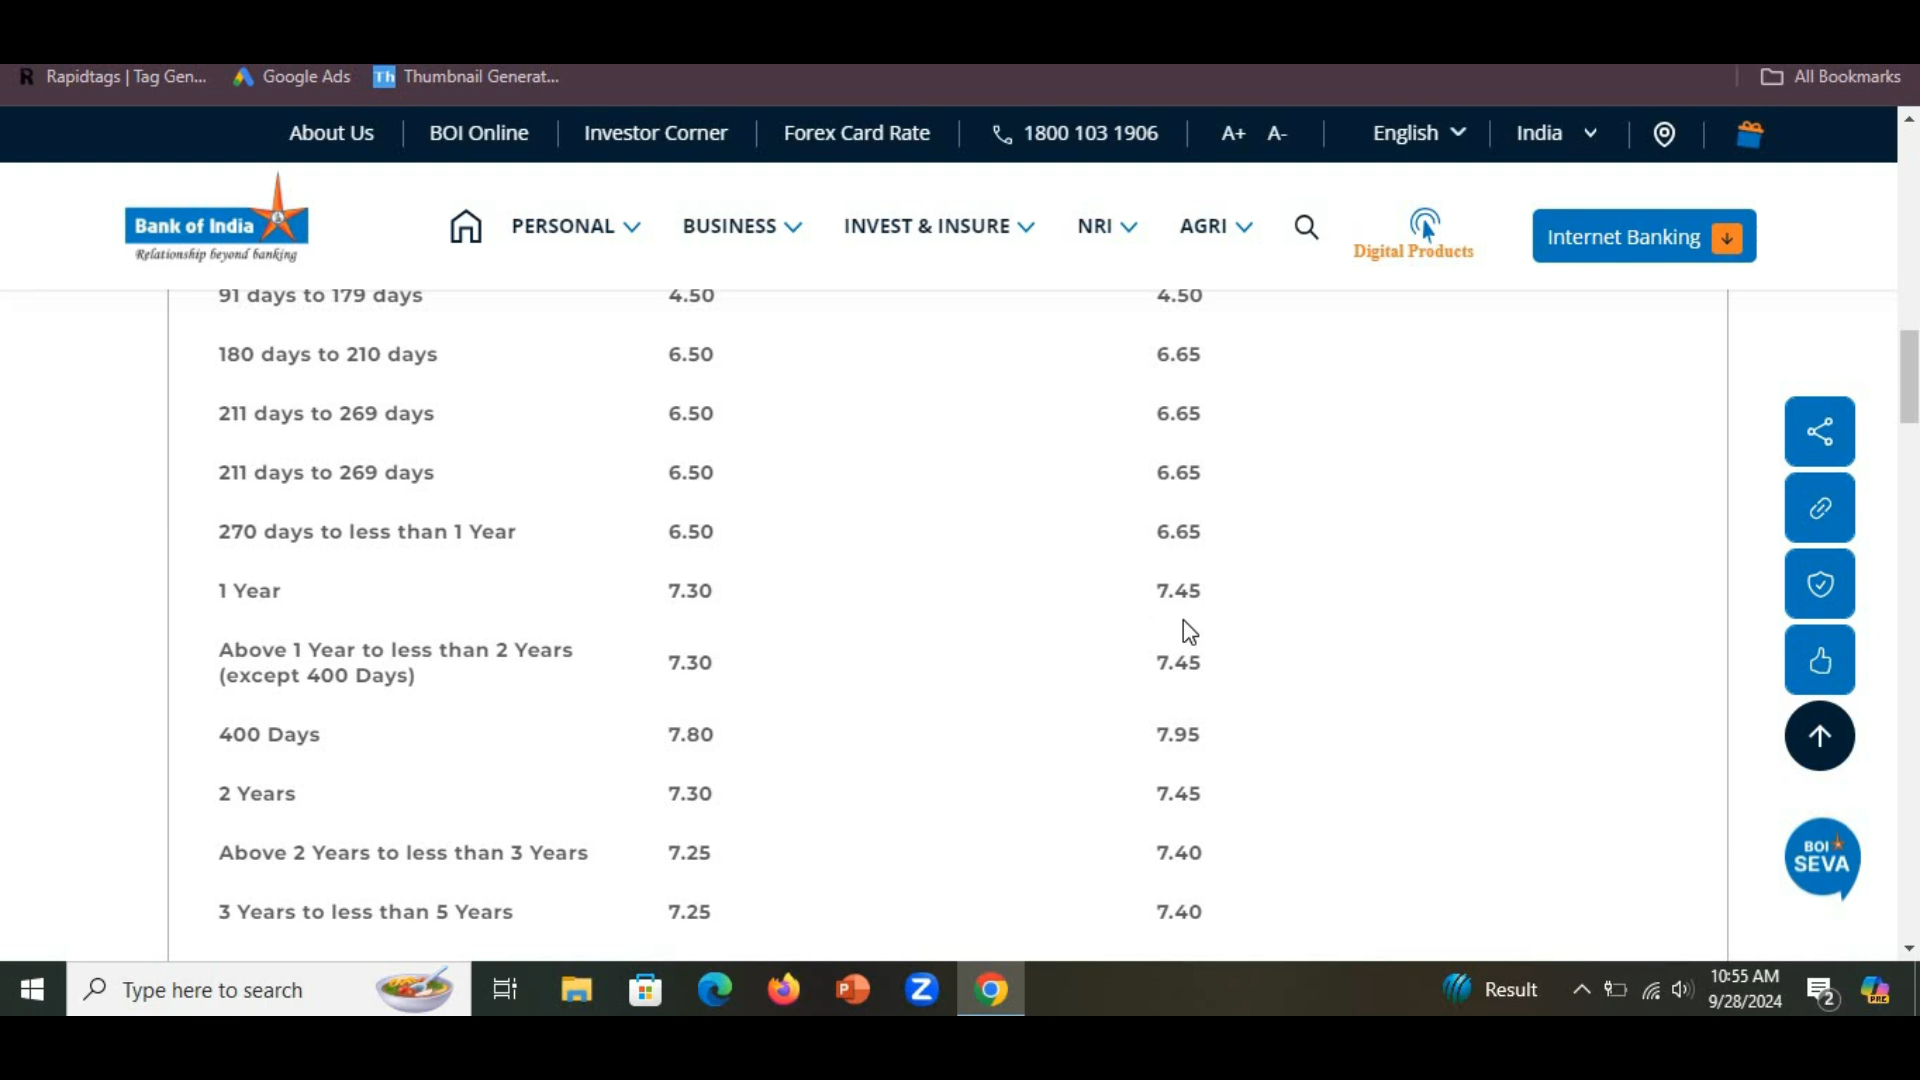 R Rapidtags | Tag Gen... Google Ads Th Thumbnail Generat... All Bookmarks
About Us BOI Online Investor Corner Forex Card Rate 1800 103 1906 A+ A- English India
Bank of India
Relationship beyond banking
PERSONAL BUSINESS INVEST & INSURE NRI AGRI
Digital Products
Internet Banking
91 days to 179 days 4.50 4.50
180 days to 210 days 6.50 6.65
211 days to 269 days 6.50 6.65
211 days to 269 days 6.50 6.65
270 days to less than 1 Year 6.50 6.65
1 Year 7.30 7.45
Above 1 Year to less than 2 Years
(except 400 Days) 7.30 7.45
400 Days 7.80 7.95
2 Years 7.30 7.45
Above 2 Years to less than 3 Years 7.25 7.40
3 Years to less than 5 Years 7.25 7.40
BOI
SEVA
Type here to search
Result
10:55 AM
9/28/2024
2
PRE